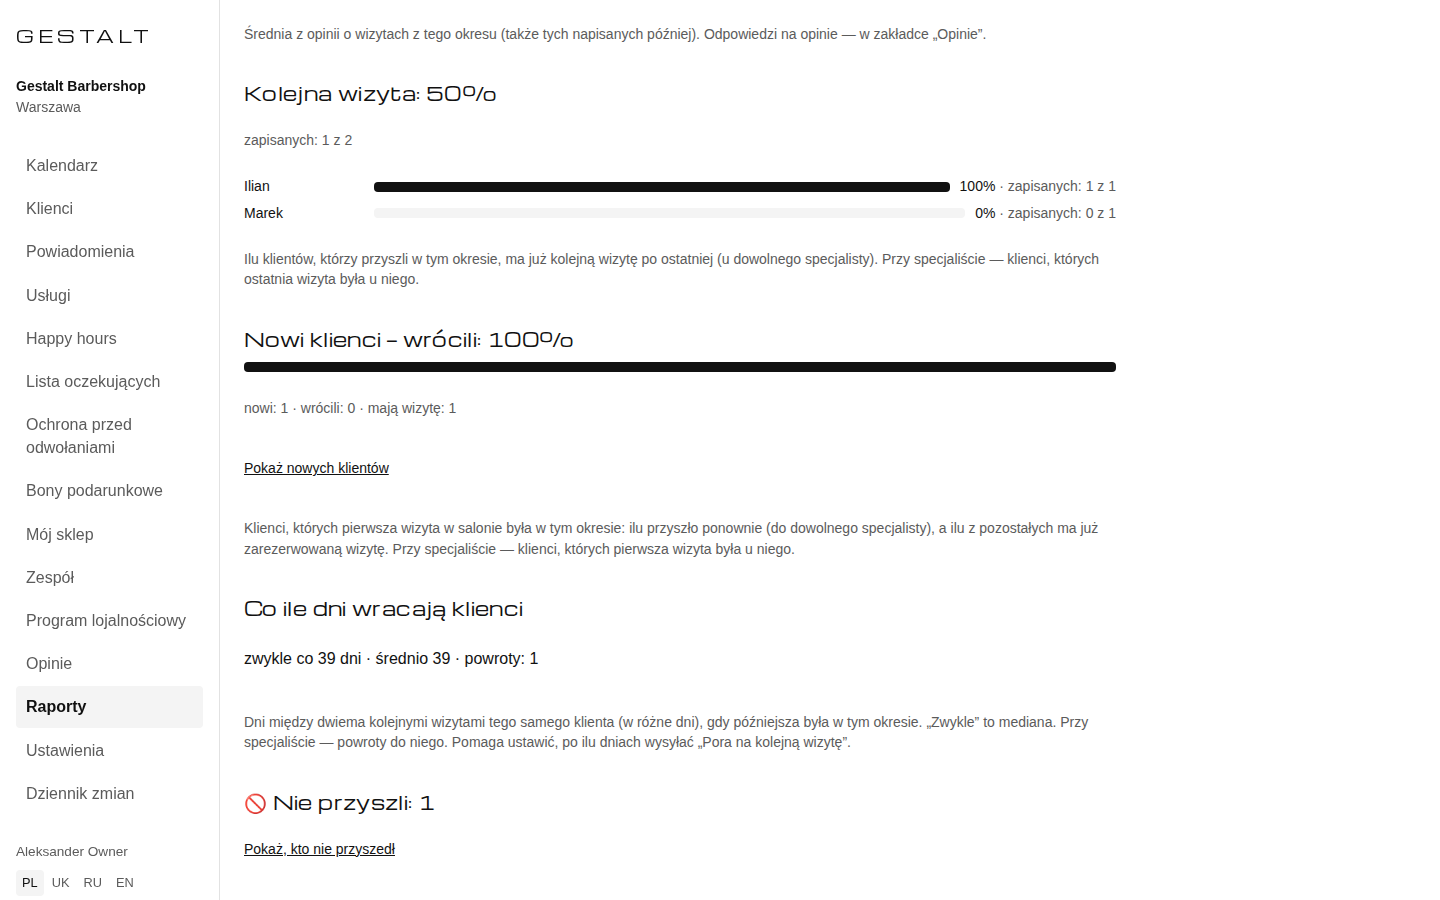 GESTALT
Gestalt Barbershop
Warszawa
Kalendarz
Klienci
Powiadomienia
Usługi
Happy hours
Lista oczekujących
Ochrona przed
odwołaniami
Bony podarunkowe
Mój sklep
Zespół
Program lojalnościowy
Opinie
Raporty
Ustawienia
Dziennik zmian
Aleksander Owner
PL UK RU EN
Średnia z opinii o wizytach z tego okresu (także tych napisanych później). Odpowiedzi na opinie — w zakładce „Opinie”.
Kolejna wizyta: 50%
zapisanych: 1 z 2
Ilian 100% · zapisanych: 1 z 1
Marek 0% · zapisanych: 0 z 1
Ilu klientów, którzy przyszli w tym okresie, ma już kolejną wizytę po ostatniej (u dowolnego specjalisty). Przy specjaliście — klienci, których
ostatnia wizyta była u niego.
Nowi klienci – wrócili: 100%
nowi: 1 · wrócili: 0 · mają wizytę: 1
Pokaż nowych klientów
Klienci, których pierwsza wizyta w salonie była w tym okresie: ilu przyszło ponownie (do dowolnego specjalisty), a ilu z pozostałych ma już
zarezerwowaną wizytę. Przy specjaliście — klienci, których pierwsza wizyta była u niego.
Co ile dni wracają klienci
zwykle co 39 dni · średnio 39 · powroty: 1
Dni między dwiema kolejnymi wizytami tego samego klienta (w różne dni), gdy późniejsza była w tym okresie. „Zwykle” to mediana. Przy
specjaliście — powroty do niego. Pomaga ustawić, po ilu dniach wysyłać „Pora na kolejną wizytę”.
🚫 Nie przyszli: 1
Pokaż, kto nie przyszedł